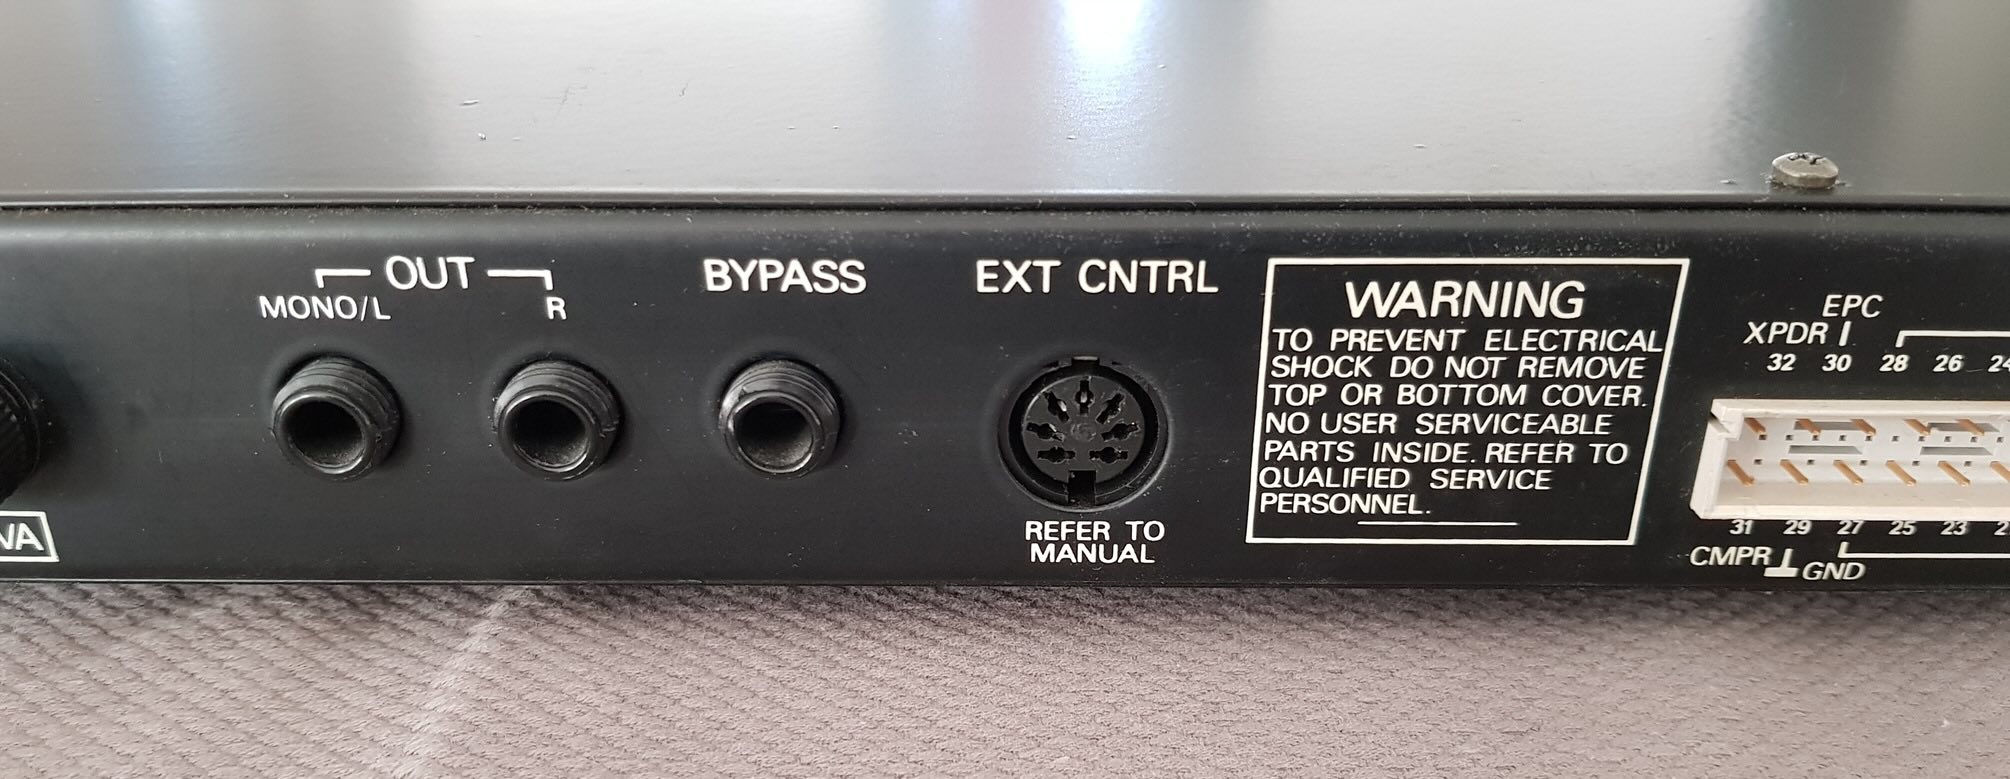 OUT
MONO/L R
BYPASS
EXT CNTRL
REFER TO
MANUAL
WARNING
TO PREVENT ELECTRICAL
SHOCK DO NOT REMOVE
TOP OR BOTTOM COVER.
NO USER SERVICEABLE
PARTS INSIDE. REFER TO
QUALIFIED SERVICE
PERSONNEL.
EPC
XPDR
32 30 28 26 24
31 29 27 25 23
CMPR GND
VA